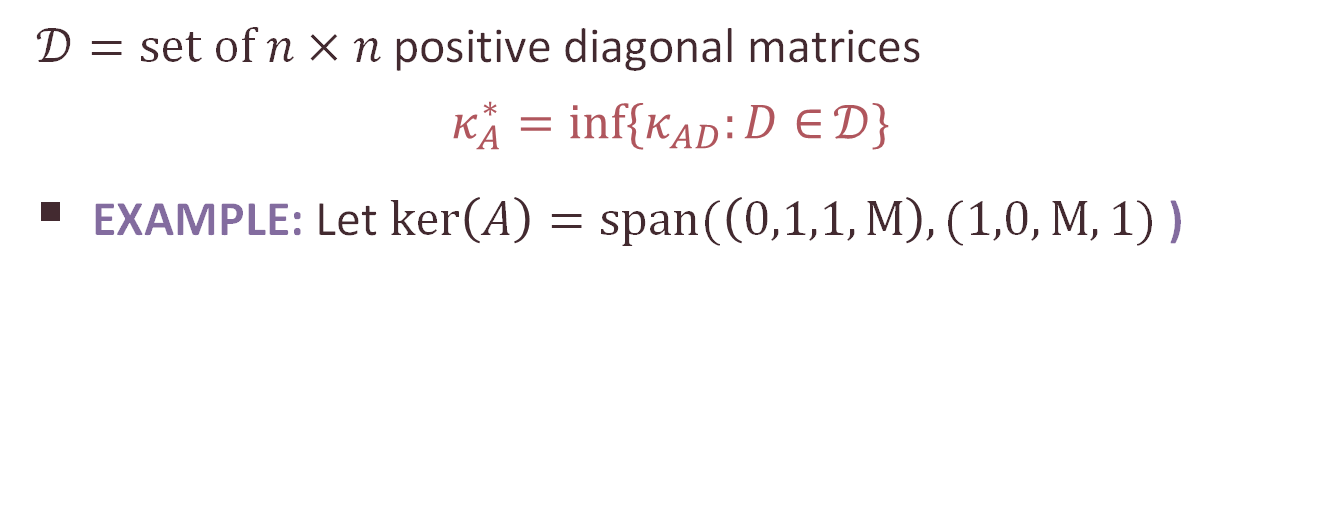 𝒟 = set of n × n positive diagonal matrices
κ*_A = inf{κ_AD: D ∈ 𝒟}
▪ EXAMPLE: Let ker(A) = span((0,1,1, M), (1,0, M, 1) )